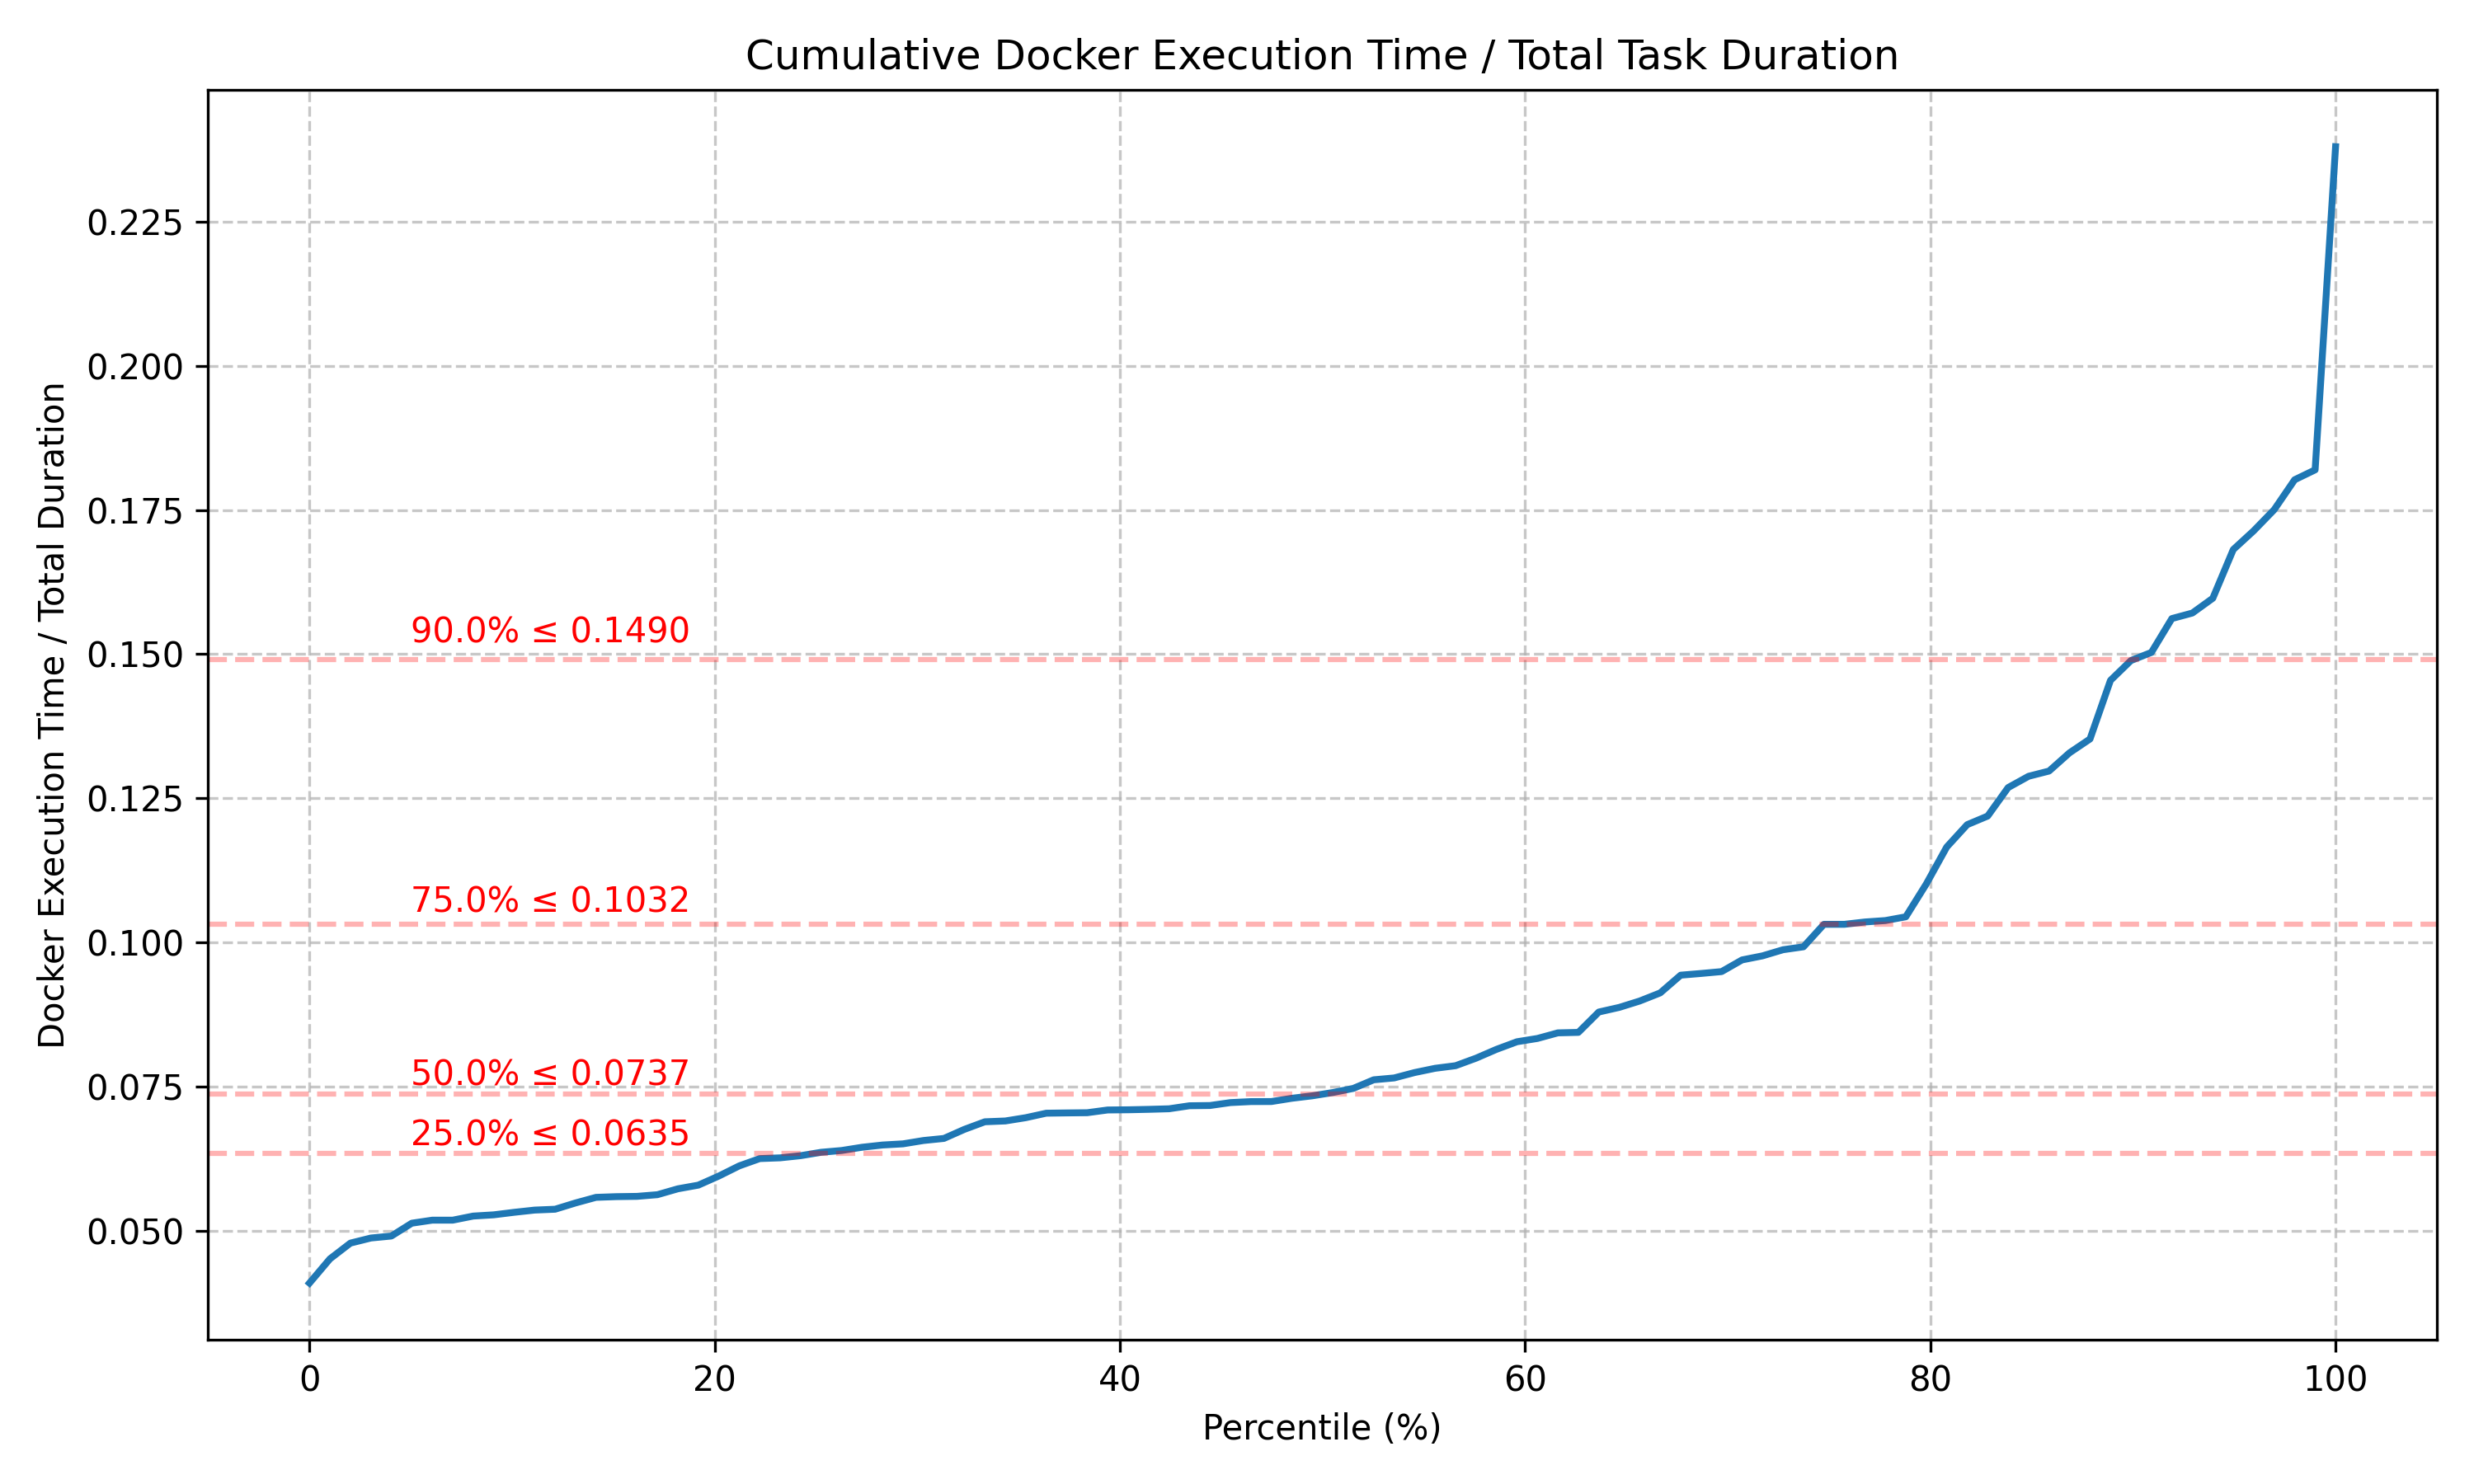 Cumulative Docker Execution Time / Total Task Duration
Docker Execution Time / Total Duration
0.225
0.200
0.175
0.150
0.125
0.100
0.075
0.050
90.0% ≤ 0.1490
75.0% ≤ 0.1032
50.0% ≤ 0.0737
25.0% ≤ 0.0635
0 20 40 60 80 100
Percentile (%)